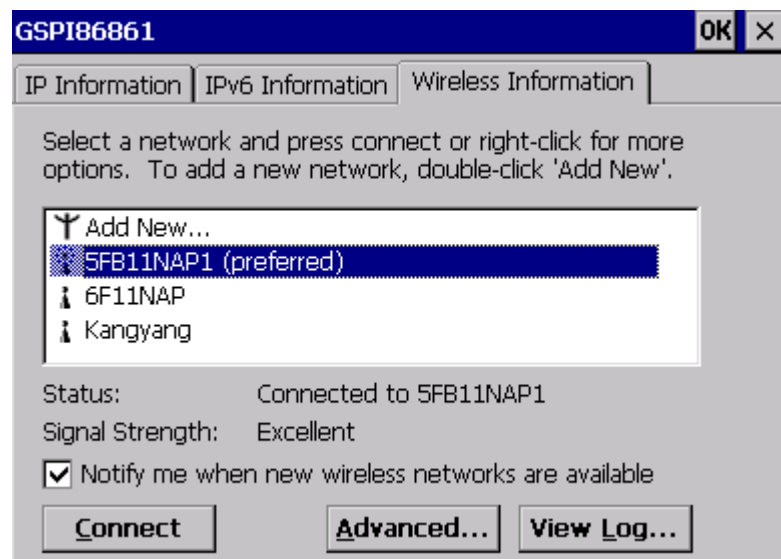 GSPI86861 OK ×
IP Information IPv6 Information Wireless Information
Select a network and press connect or right-click for more
options. To add a new network, double-click 'Add New'.
Add New...
5FB11NAP1 (preferred)
6F11NAP
Kangyang
Status: Connected to 5FB11NAP1
Signal Strength: Excellent
Notify me when new wireless networks are available
Connect Advanced... View Log...